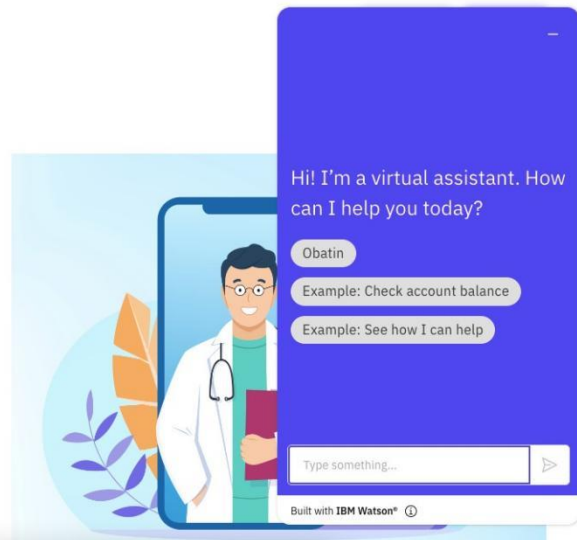 Hi! I'm a virtual assistant. How
can I help you today?
Obatin
Example: Check account balance
Example: See how I can help
Type something...
Built with IBM Watson®